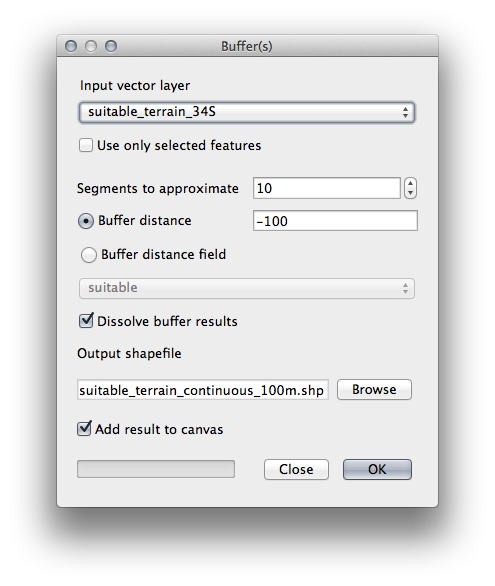 Buffer(s)
Input vector layer
suitable_terrain_34S
Use only selected features
Segments to approximate 10
Buffer distance -100
Buffer distance field
suitable
Dissolve buffer results
Output shapefile
suitable_terrain_continuous_100m.shp Browse
Add result to canvas
Close OK